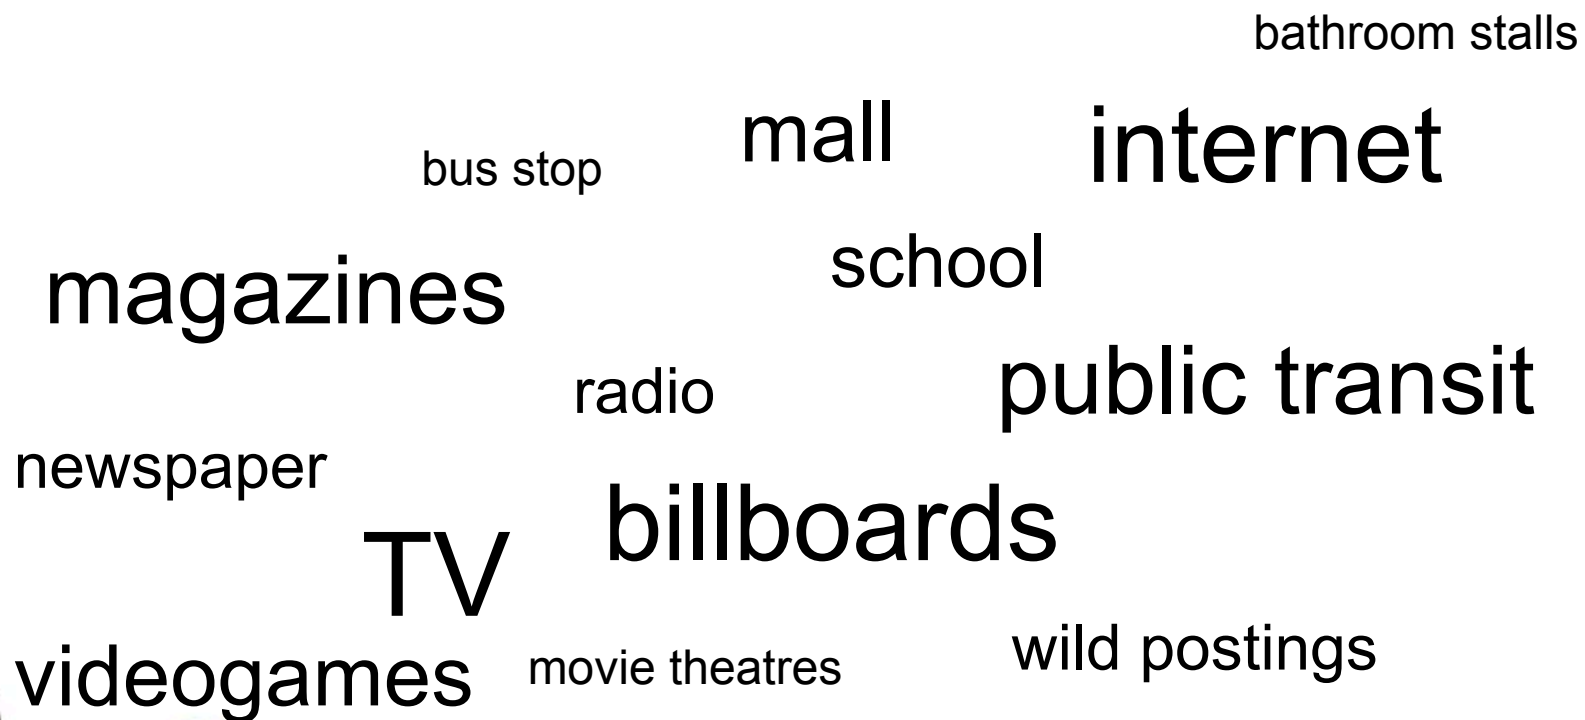 bathroom stalls
mall
internet
bus stop
school
magazines
public transit
radio
newspaper
billboards
TV
wild postings
movie theatres
videogames